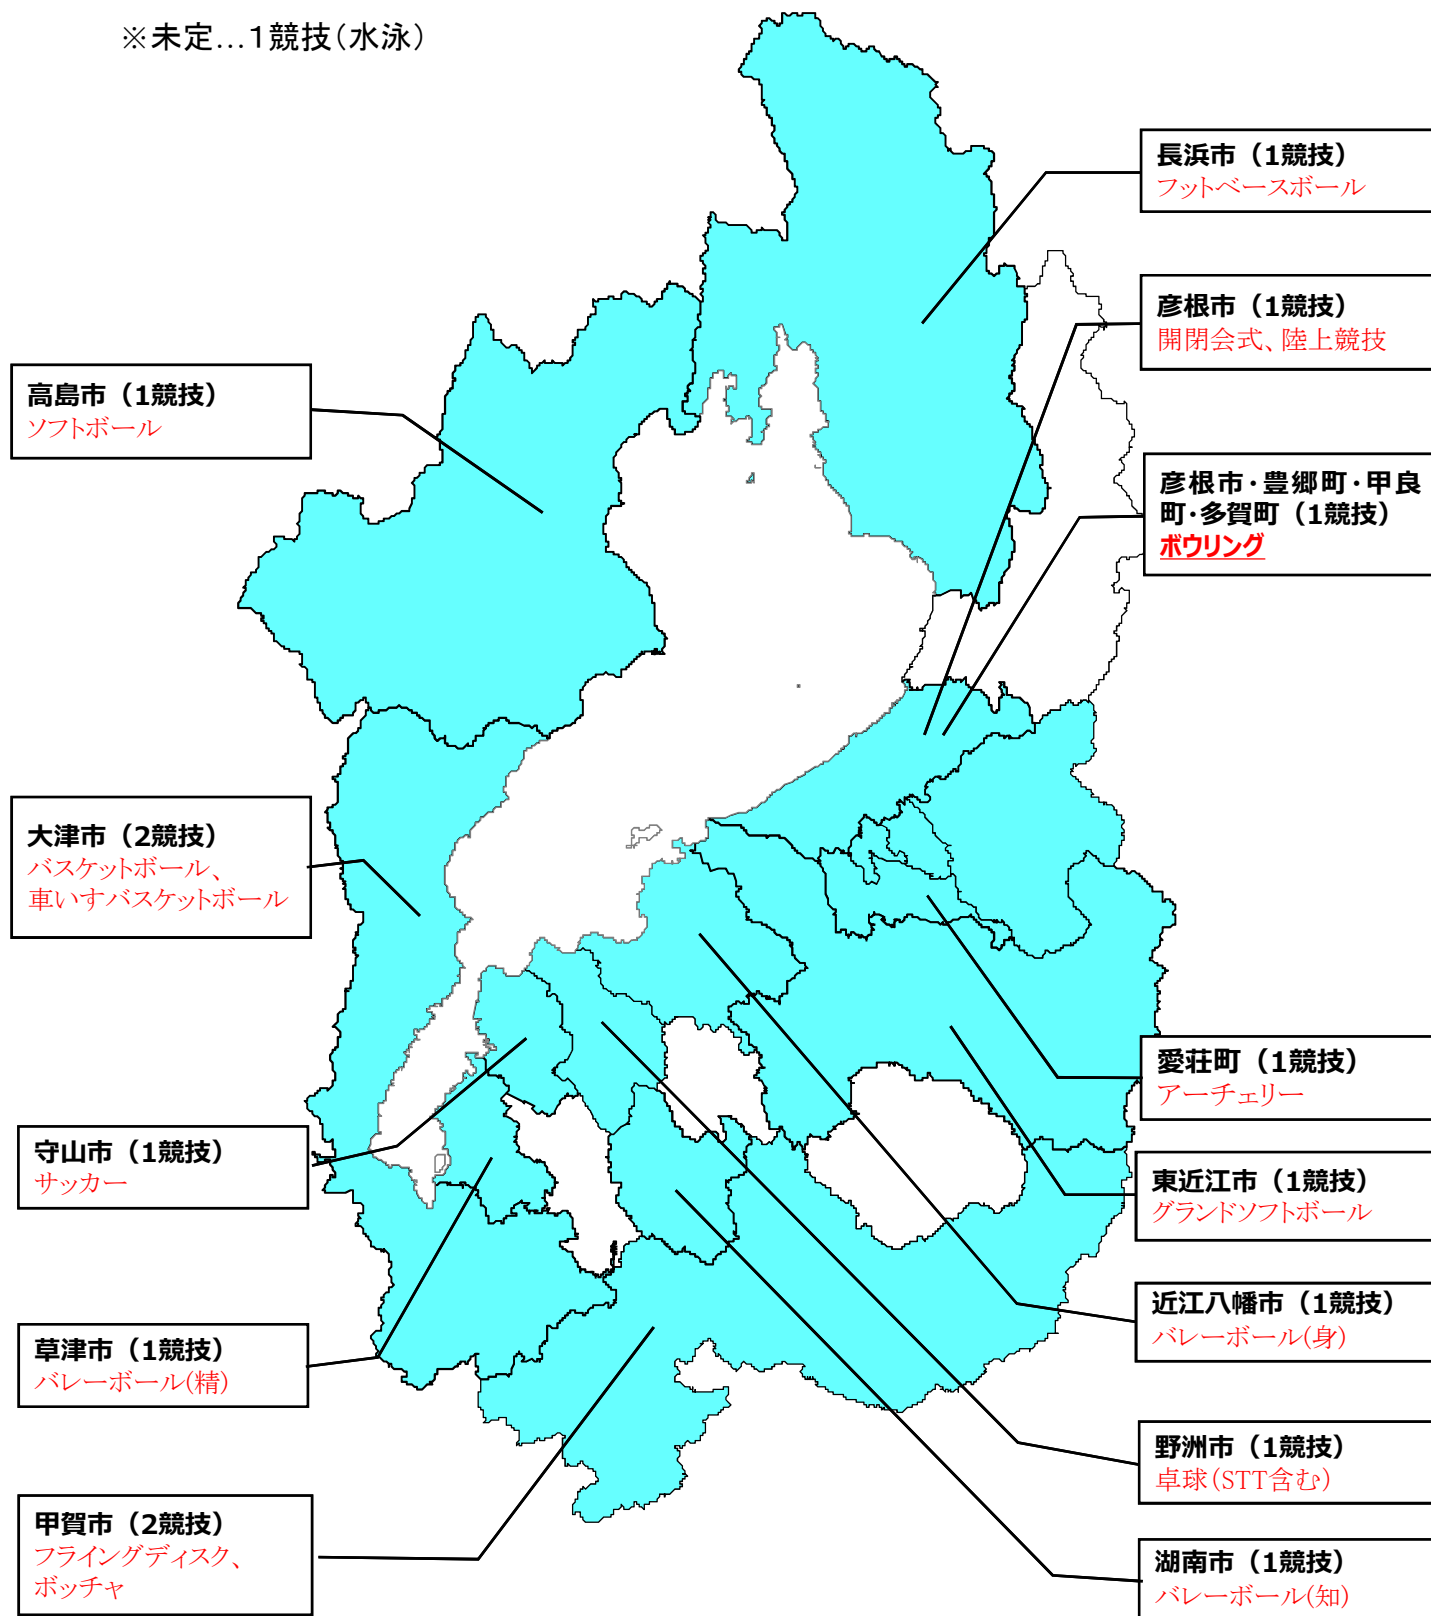 ※未定…1競技(水泳)
長浜市（1競技）
フットベースボール
彦根市（1競技）
開閉会式、陸上競技
高島市（1競技）
ソフトボール
彦根市・豊郷町・甲良
町・多賀町（1競技）
ボウリング
大津市（2競技）
バスケットボール、
車いすバスケットボール
愛荘町（1競技）
アーチェリー
守山市（1競技）
サッカー
東近江市（1競技）
グランドソフトボール
近江八幡市（1競技）
バレーボール(身)
草津市（1競技）
バレーボール(精)
野洲市（1競技）
卓球(STT含む)
甲賀市（2競技）
フライングディスク、
ボッチャ
湖南市（1競技）
バレーボール(知)